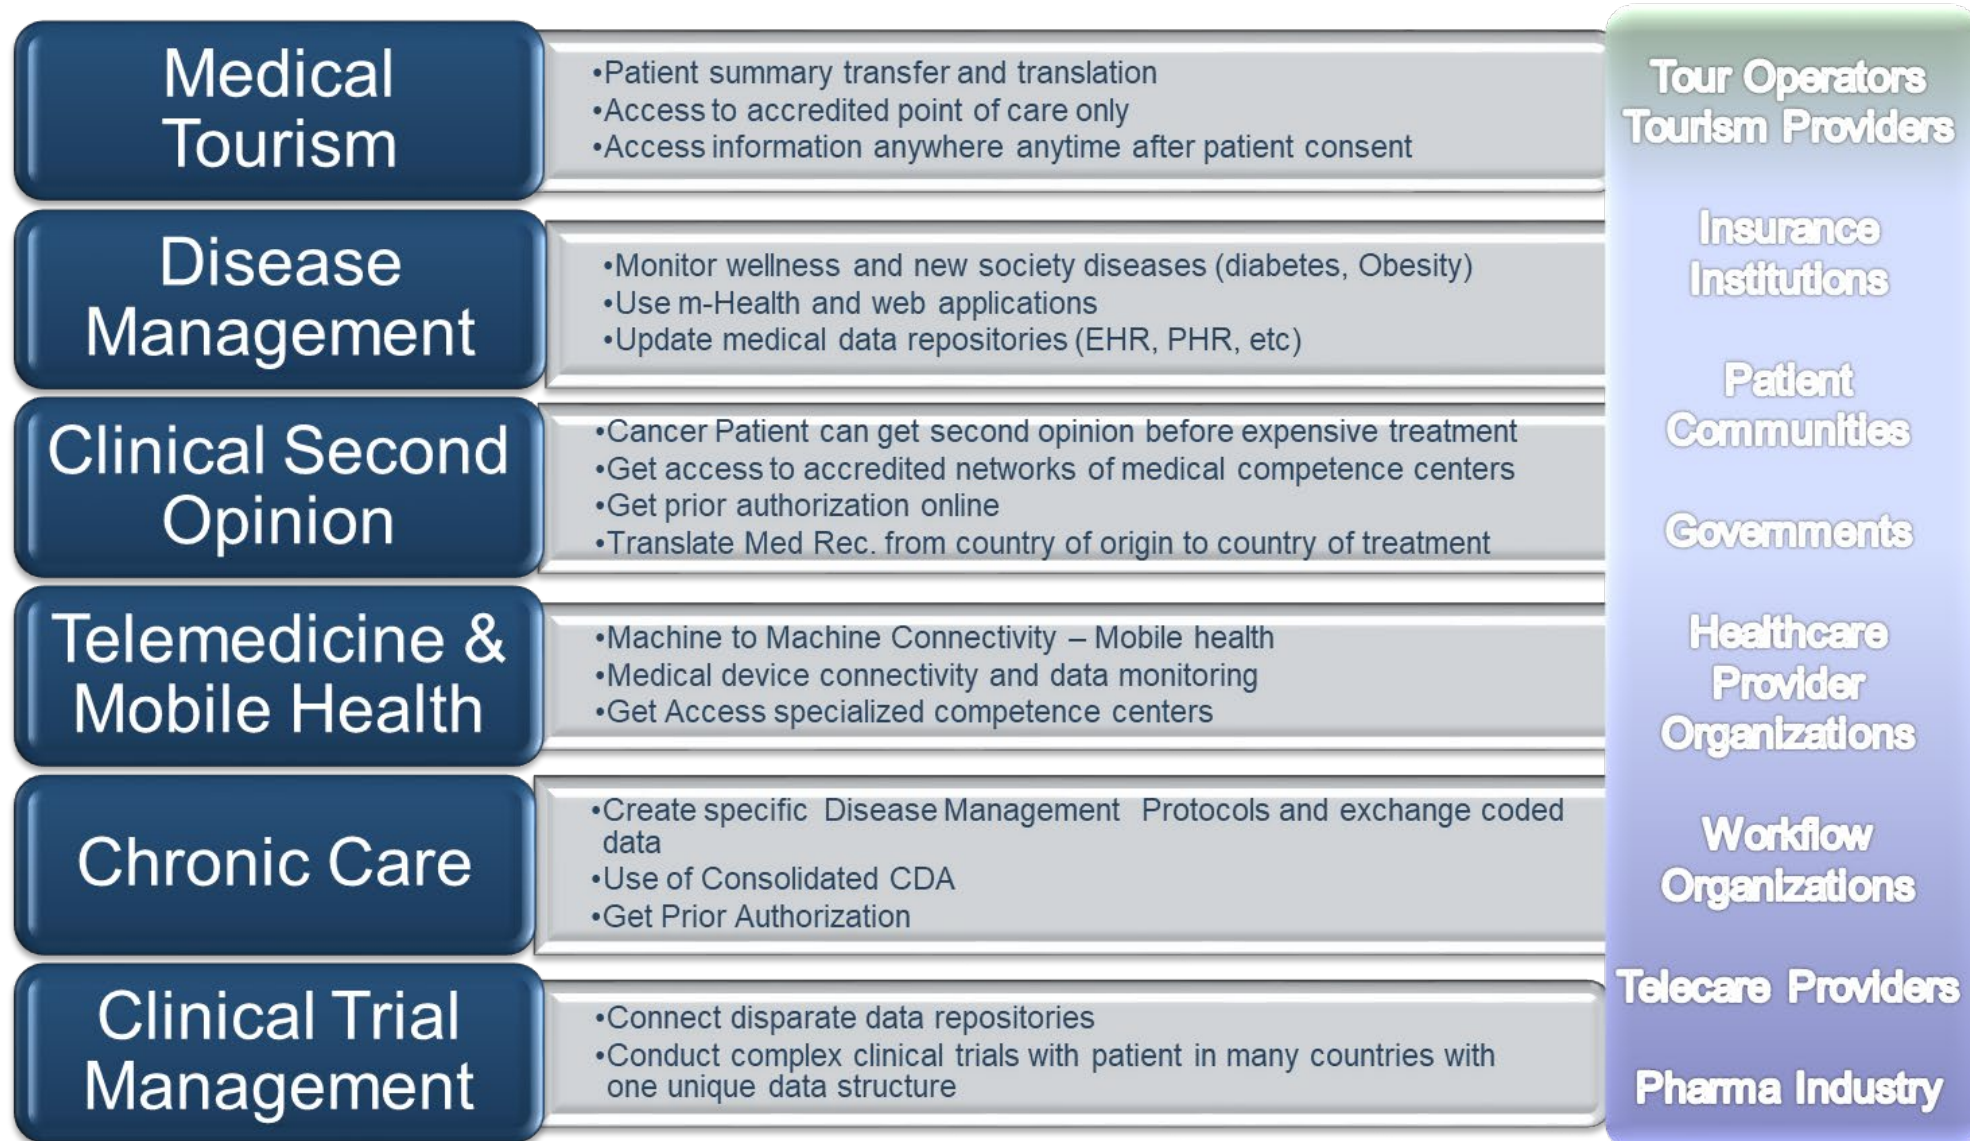 Medical
Tourism
•Patient summary transfer and translation
•Access to accredited point of care only
•Access information anywhere anytime after patient consent
Disease
Management
•Monitor wellness and new society diseases (diabetes, Obesity)
•Use m-Health and web applications
•Update medical data repositories (EHR, PHR, etc)
Clinical Second
Opinion
•Cancer Patient can get second opinion before expensive treatment
•Get access to accredited networks of medical competence centers
•Get prior authorization online
•Translate Med Rec. from country of origin to country of treatment
Telemedicine &
Mobile Health
•Machine to Machine Connectivity – Mobile health
•Medical device connectivity and data monitoring
•Get Access specialized competence centers
Chronic Care
•Create specific Disease Management Protocols and exchange coded
data
•Use of Consolidated CDA
•Get Prior Authorization
Clinical Trial
Management
•Connect disparate data repositories
•Conduct complex clinical trials with patient in many countries with
one unique data structure
Tour Operators
Tourism Providers
Insurance
Institutions
Patient
Communities
Governments
Healthcare
Provider
Organizations
Workflow
Organizations
Telecare Providers
Pharma Industry